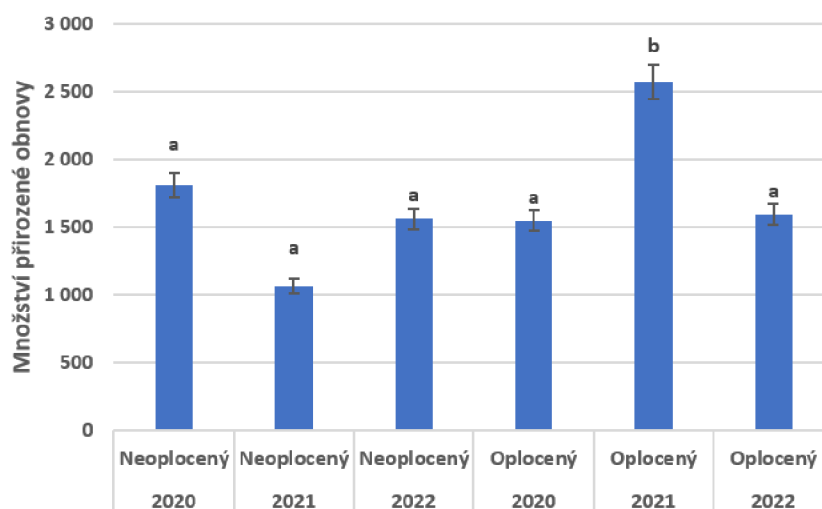 3 000
2 500
2 000
1 500
1 000
500
0
Množství přirozené obnovy
a
a
a
a
b
a
Neoplocený Neoplocený Neoplocený Oplocený Oplocený Oplocený
2020 2021 2022 2020 2021 2022